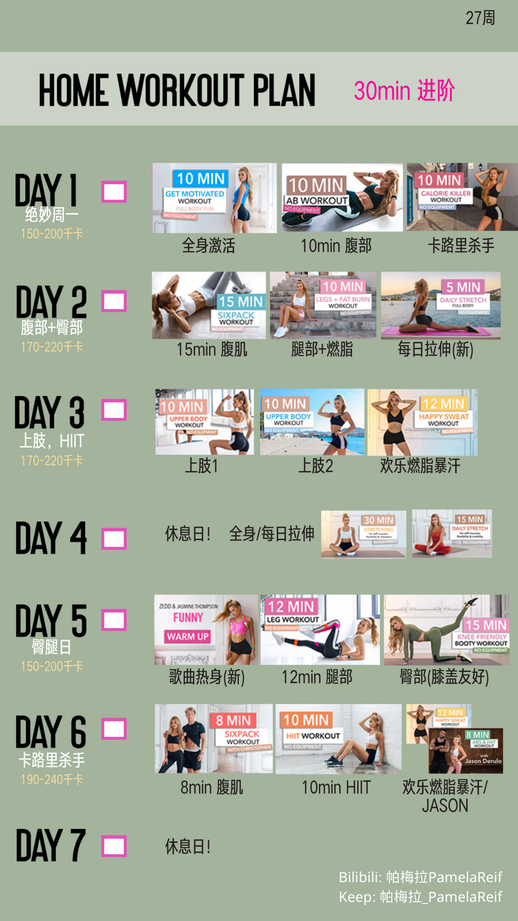 27周
HOME WORKOUT PLAN
30min 进阶
DAY 1
绝妙周一
150-200千卡
10 MIN
GET MOTIVATED
WORKOUT
FULL BODY FUN
NO EQUIPMENT
全身激活
10 MIN
AB WORKOUT
NO EQUIPMENT
10min 腹部
10 MIN
CALORIE KILLER
WORKOUT
NO EQUIPMENT
卡路里杀手
DAY 2
腹部+臀部
170-220千卡
15 MIN
SIXPACK
WORKOUT
15min 腹肌
10 MIN
LEGS + FAT BURN
WORKOUT
NO EQUIPMENT
腿部+燃脂
5 MIN
DAILY STRETCH
FULL BODY
每日拉伸(新)
DAY 3
上肢，HIIT
170-220千卡
10 MIN
UPPER BODY
WORKOUT
NO EQUIPMENT
上肢1
10 MIN
UPPER BODY
WORKOUT
上肢2
12 MIN
HAPPY SWEAT
WORKOUT
欢乐燃脂暴汗
DAY 4
休息日！
全身/每日拉伸
30 MIN
STRETCHING
15 MIN
DAILY STRETCH
DAY 5
臀腿日
150-200千卡
ZEDD & JASMINE THOMPSON
FUNNY
WARM UP
歌曲热身(新)
12 MIN
LEG WORKOUT
NO EQUIPMENT
12min 腿部
15 MIN
KNEE FRIENDLY
BOOTY WORKOUT
NO EQUIPMENT
臀部(膝盖友好)
DAY 6
卡路里杀手
190-240千卡
8 MIN
SIXPACK
WORKOUT
WITH CHRISTOPHER
8min 腹肌
10 MIN
HIIT WORKOUT
NO EQUIPMENT
10min HIIT
12 MIN
HAPPY SWEAT
WORKOUT
8 MIN
WORKOUT
with
Jason Derulo
欢乐燃脂暴汗/
JASON
DAY 7
休息日！
Bilibili: 帕梅拉PamelaReif
Keep: 帕梅拉_PamelaReif